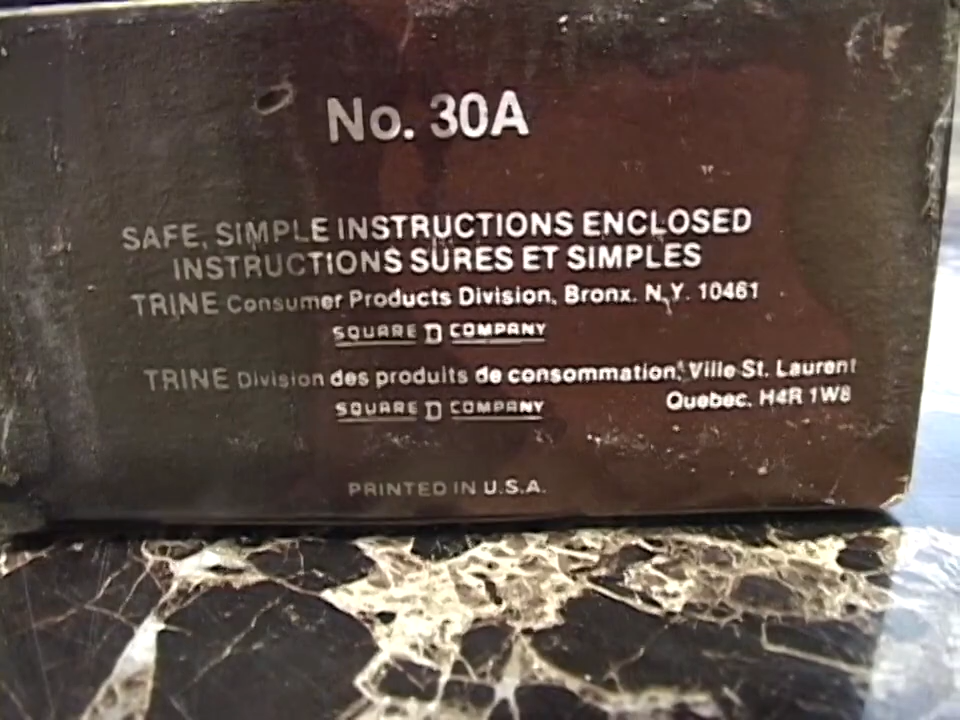 No. 30A
SAFE, SIMPLE INSTRUCTIONS ENCLOSED
INSTRUCTIONS SURES ET SIMPLES
TRINE Consumer Products Division, Bronx, N.Y. 10461
SQUARE D COMPANY
TRINE Division des produits de consommation, Ville St. Laurent
Quebec, H4R 1W8
SQUARE D COMPANY
PRINTED IN U.S.A.